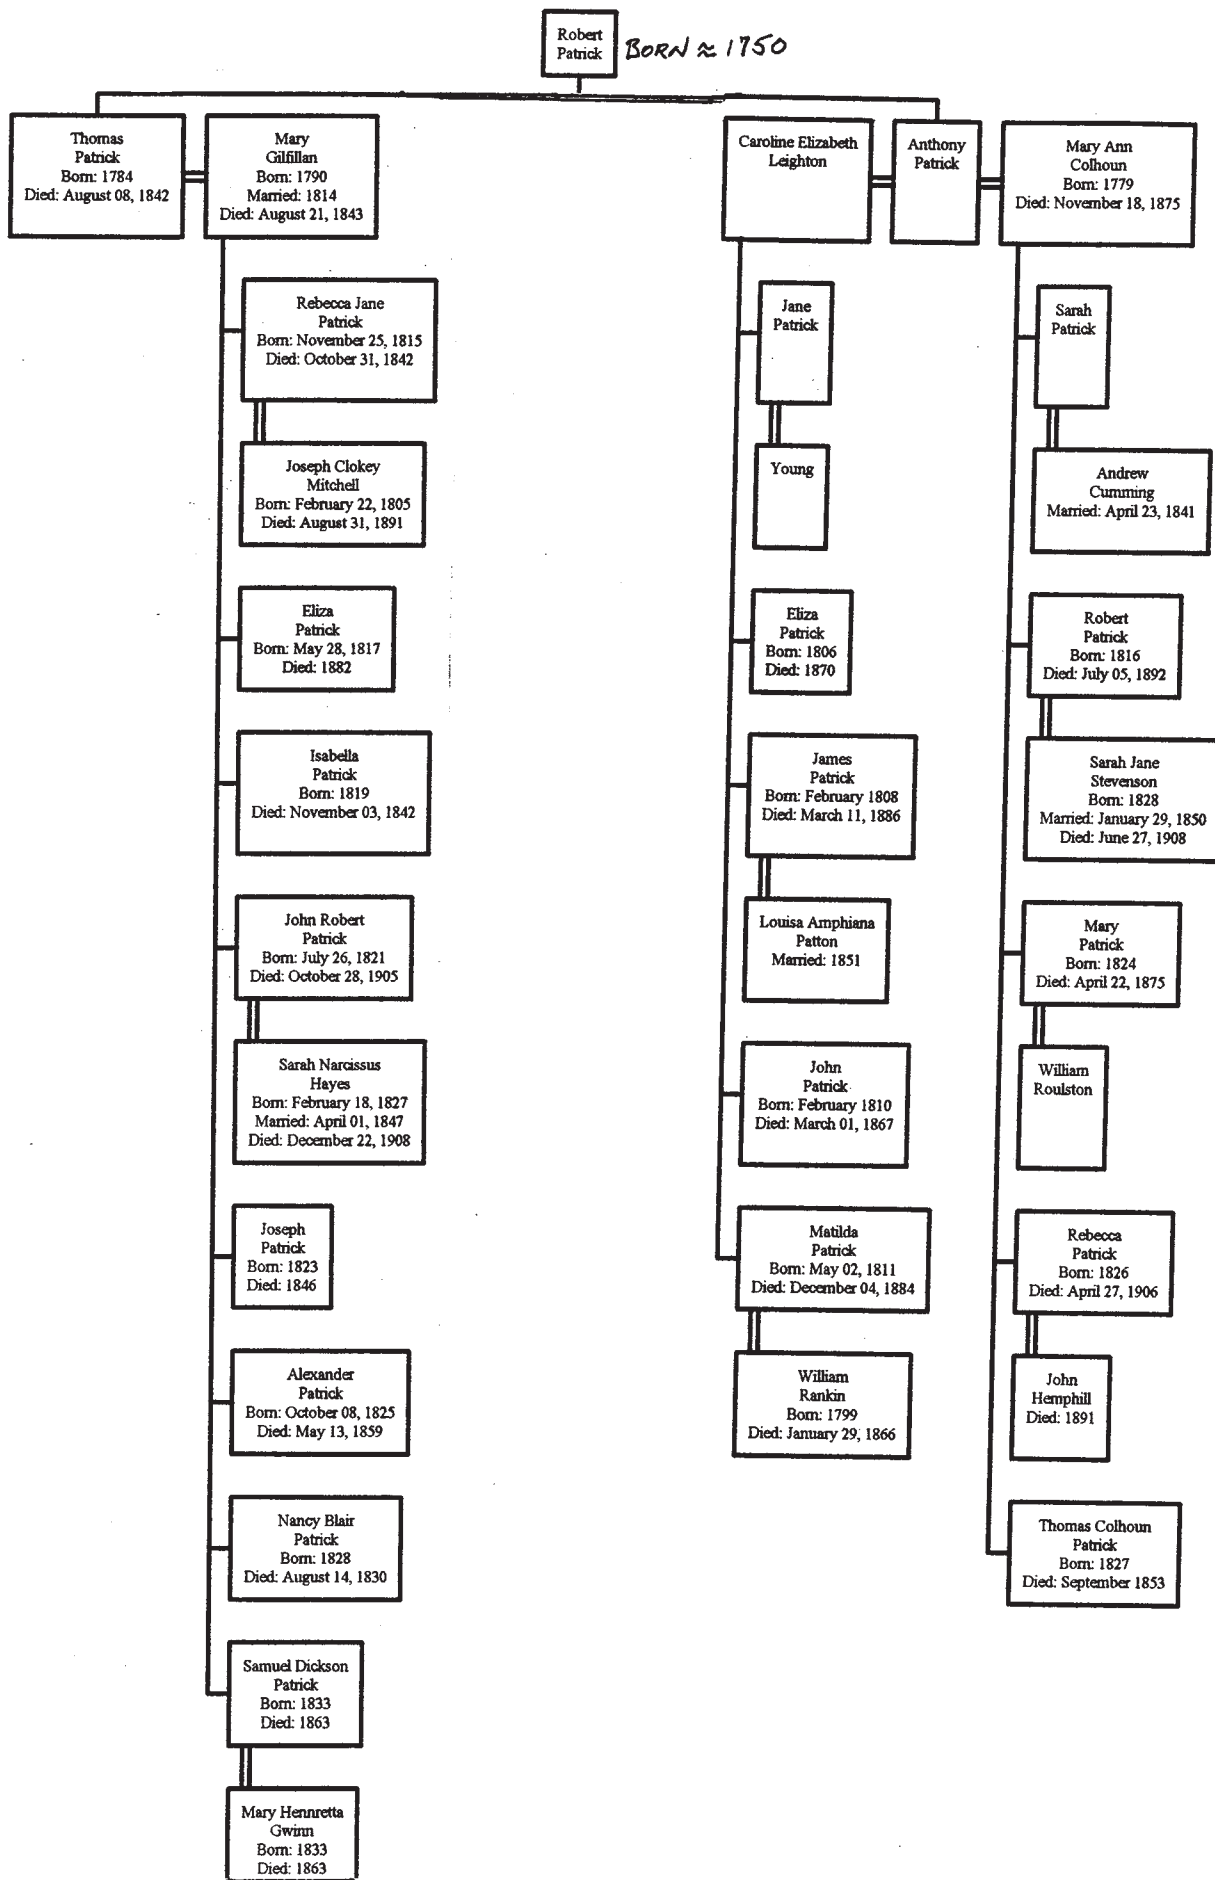 Robert
Patrick
BORN ≈ 1750
Thomas
Patrick
Born: 1784
Died: August 08, 1842
Mary
Gilfillan
Born: 1790
Married: 1814
Died: August 21, 1843
Caroline Elizabeth
Leighton
Anthony
Patrick
Mary Ann
Colhoun
Born: 1779
Died: November 18, 1875
Rebecca Jane
Patrick
Born: November 25, 1815
Died: October 31, 1842
Joseph Clokey
Mitchell
Born: February 22, 1805
Died: August 31, 1891
Eliza
Patrick
Born: May 28, 1817
Died: 1882
Isabella
Patrick
Born: 1819
Died: November 03, 1842
John Robert
Patrick
Born: July 26, 1821
Died: October 28, 1905
Sarah Narcissus
Hayes
Born: February 18, 1827
Married: April 01, 1847
Died: December 22, 1908
Joseph
Patrick
Born: 1823
Died: 1846
Alexander
Patrick
Born: October 08, 1825
Died: May 13, 1859
Nancy Blair
Patrick
Born: 1828
Died: August 14, 1830
Samuel Dickson
Patrick
Born: 1833
Died: 1863
Mary Hennretta
Gwinn
Born: 1833
Died: 1863
Jane
Patrick
Young
Eliza
Patrick
Born: 1806
Died: 1870
James
Patrick
Born: February 1808
Died: March 11, 1886
Louisa Amphiana
Patton
Married: 1851
John
Patrick
Born: February 1810
Died: March 01, 1867
Matilda
Patrick
Born: May 02, 1811
Died: December 04, 1884
William
Rankin
Born: 1799
Died: January 29, 1866
Sarah
Patrick
Andrew
Cumming
Married: April 23, 1841
Robert
Patrick
Born: 1816
Died: July 05, 1892
Sarah Jane
Stevenson
Born: 1828
Married: January 29, 1850
Died: June 27, 1908
Mary
Patrick
Born: 1824
Died: April 22, 1875
William
Roulston
Rebecca
Patrick
Born: 1826
Died: April 27, 1906
John
Hemphill
Died: 1891
Thomas Colhoun
Patrick
Born: 1827
Died: September 1853